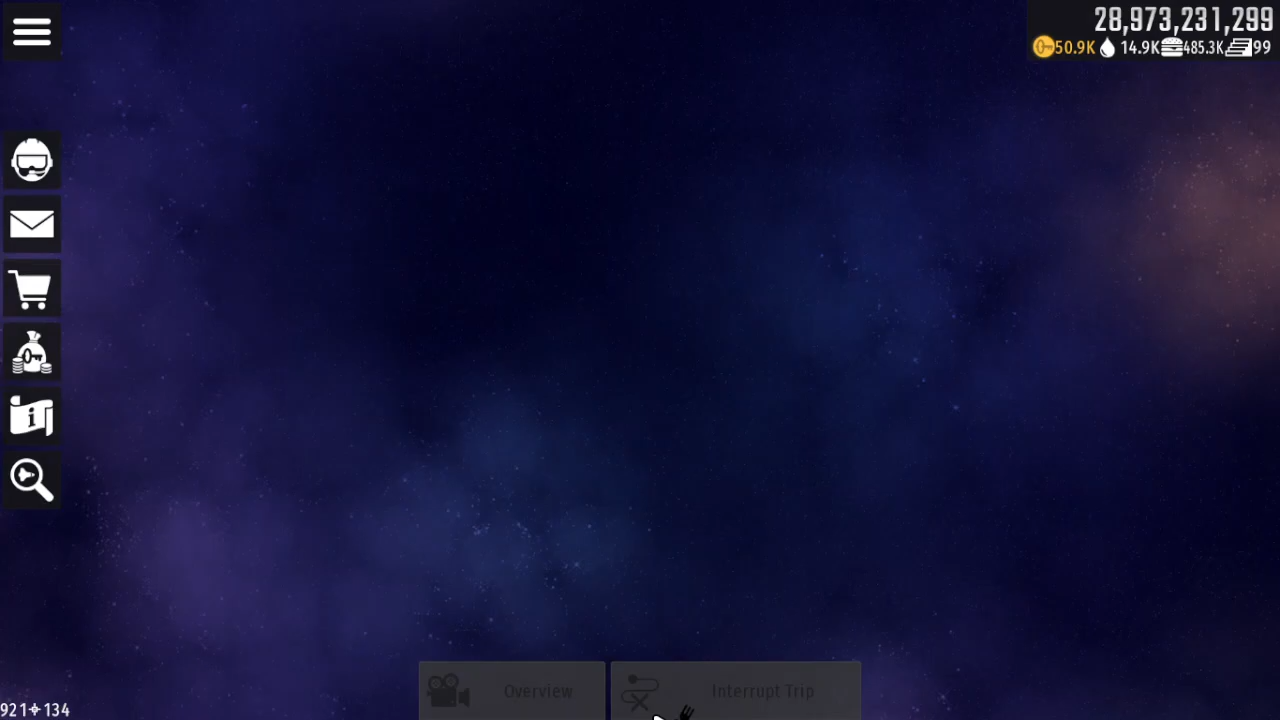 28,973,231,299
50.9K 14.9K 485.3K 99
Overview
Interrupt Trip
921 134